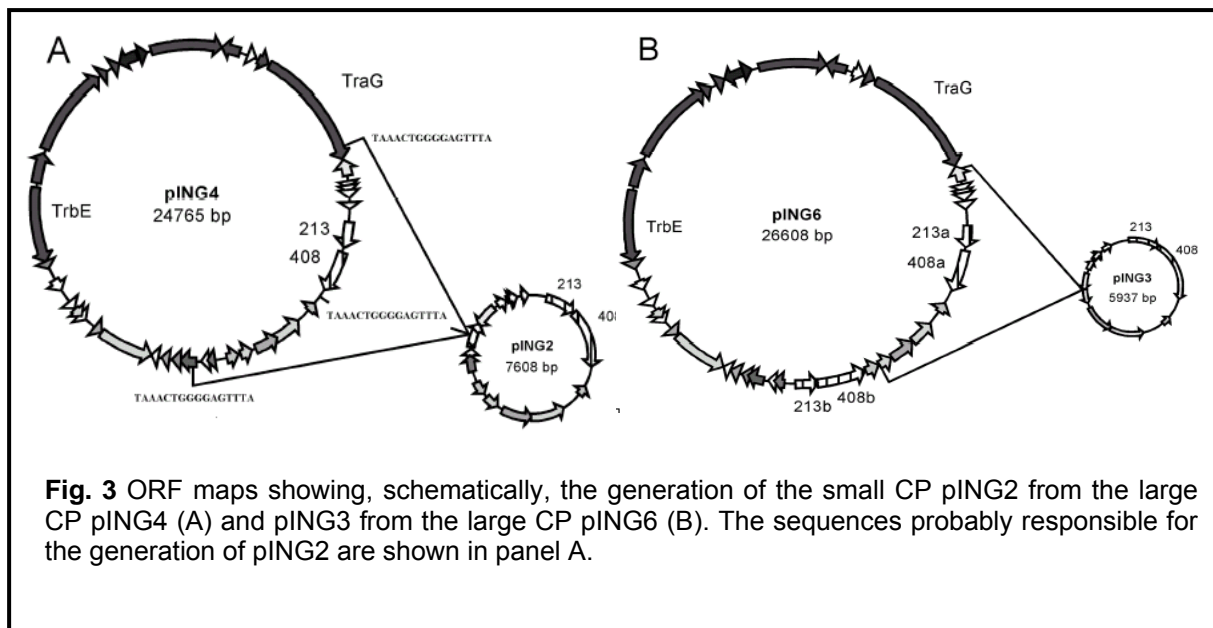 A
TraG
TAAACTGGGGAGTTTA
pING4
24765 bp
TrbE
213
408
TAAACTGGGGAGTTTA
TAAACTGGGGAGTTTA
213
pING2
7608 bp
B
TraG
pING6
26608 bp
TrbE
213a
408a
213b
408b
213
408
pING3
5937 bp
Fig. 3 ORF maps showing, schematically, the generation of the small CP pING2 from the large
CP pING4 (A) and pING3 from the large CP pING6 (B). The sequences probably responsible for
the generation of pING2 are shown in panel A.